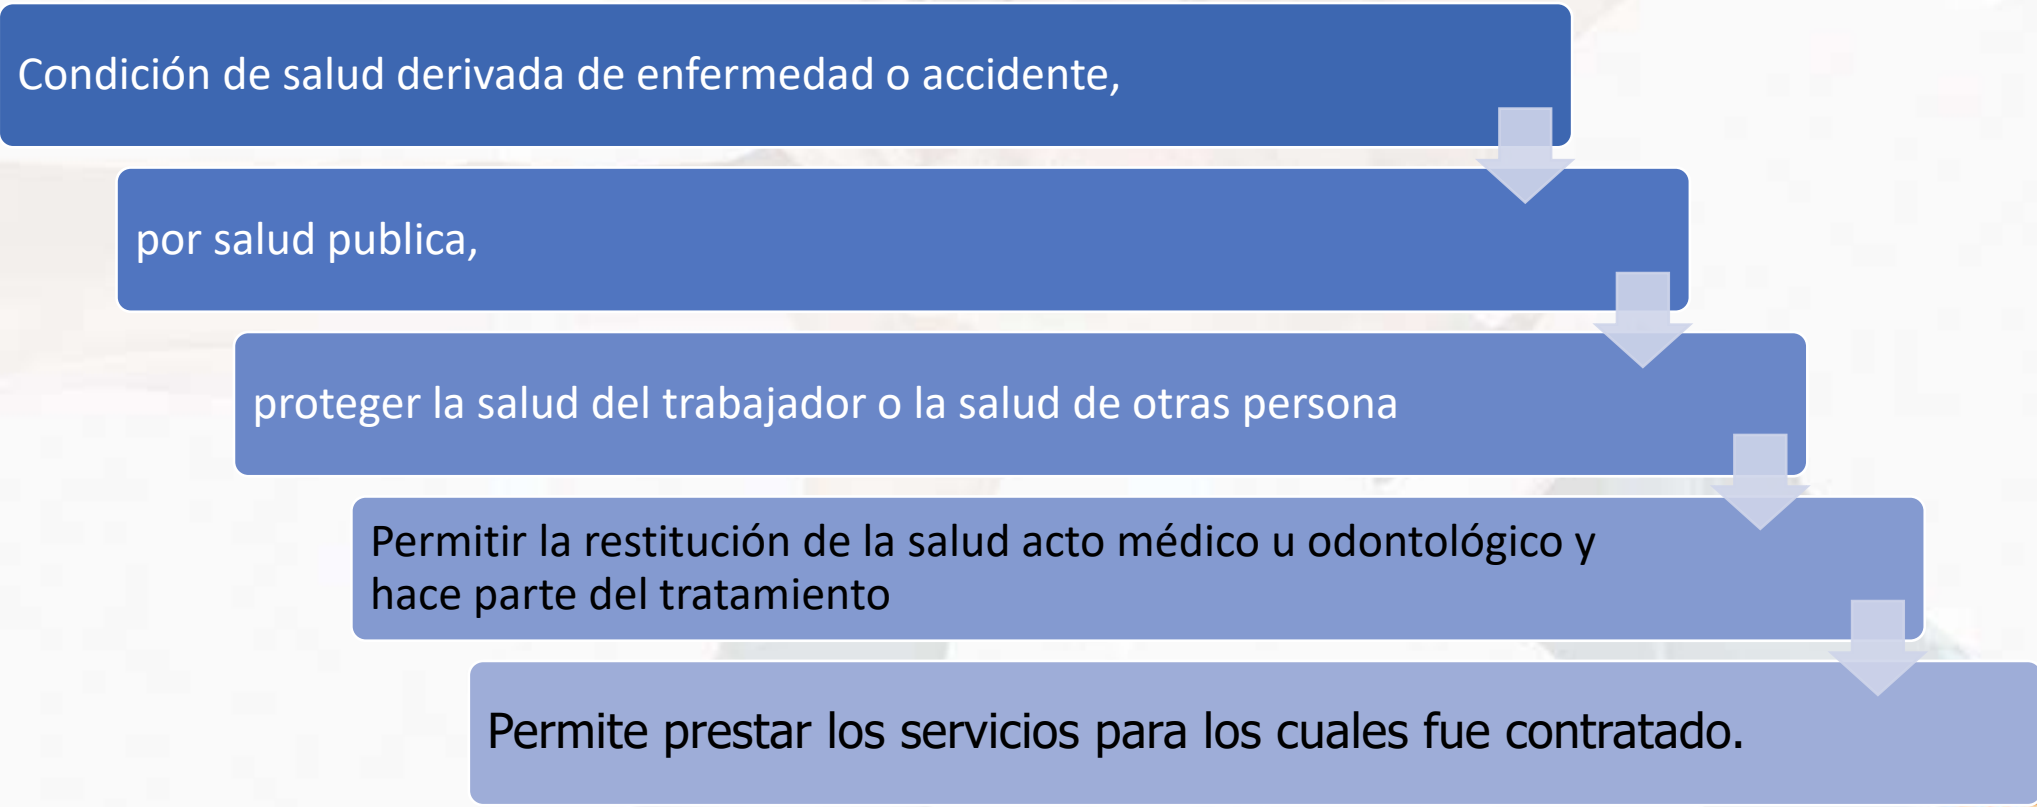 Condición de salud derivada de enfermedad o accidente,
por salud publica,
proteger la salud del trabajador o la salud de otras persona
Permitir la restitución de la salud acto médico u odontológico y
hace parte del tratamiento
Permite prestar los servicios para los cuales fue contratado.